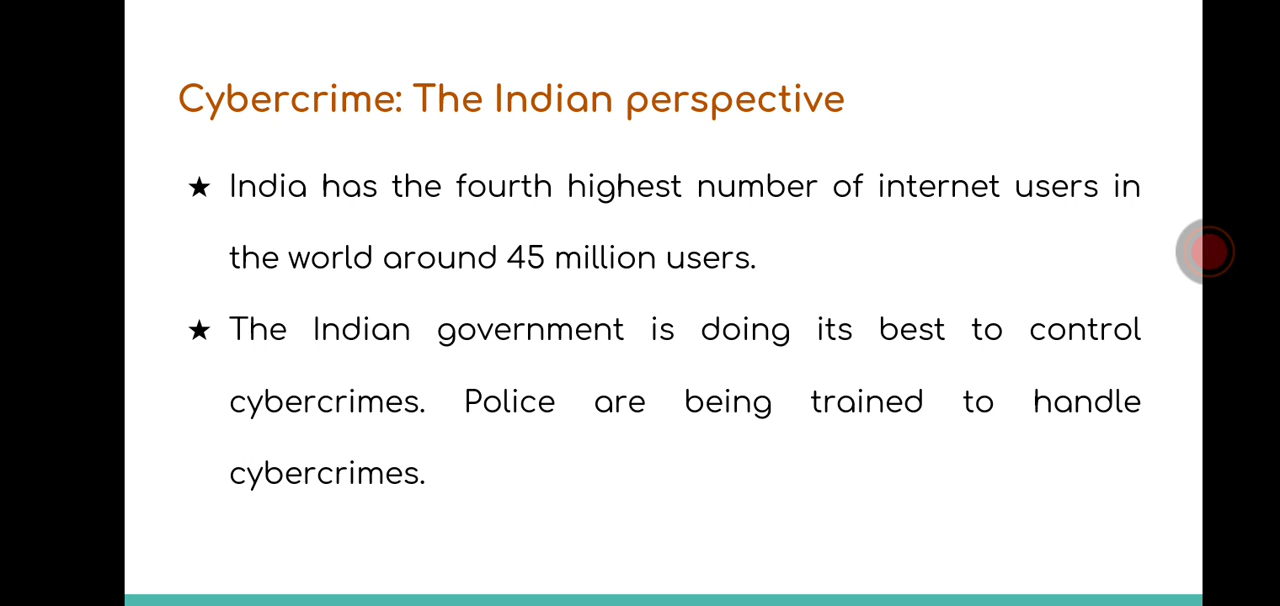 Cybercrime: The Indian perspective
★ India has the fourth highest number of internet users in
the world around 45 million users.
★ The Indian government is doing its best to control
cybercrimes. Police are being trained to handle
cybercrimes.